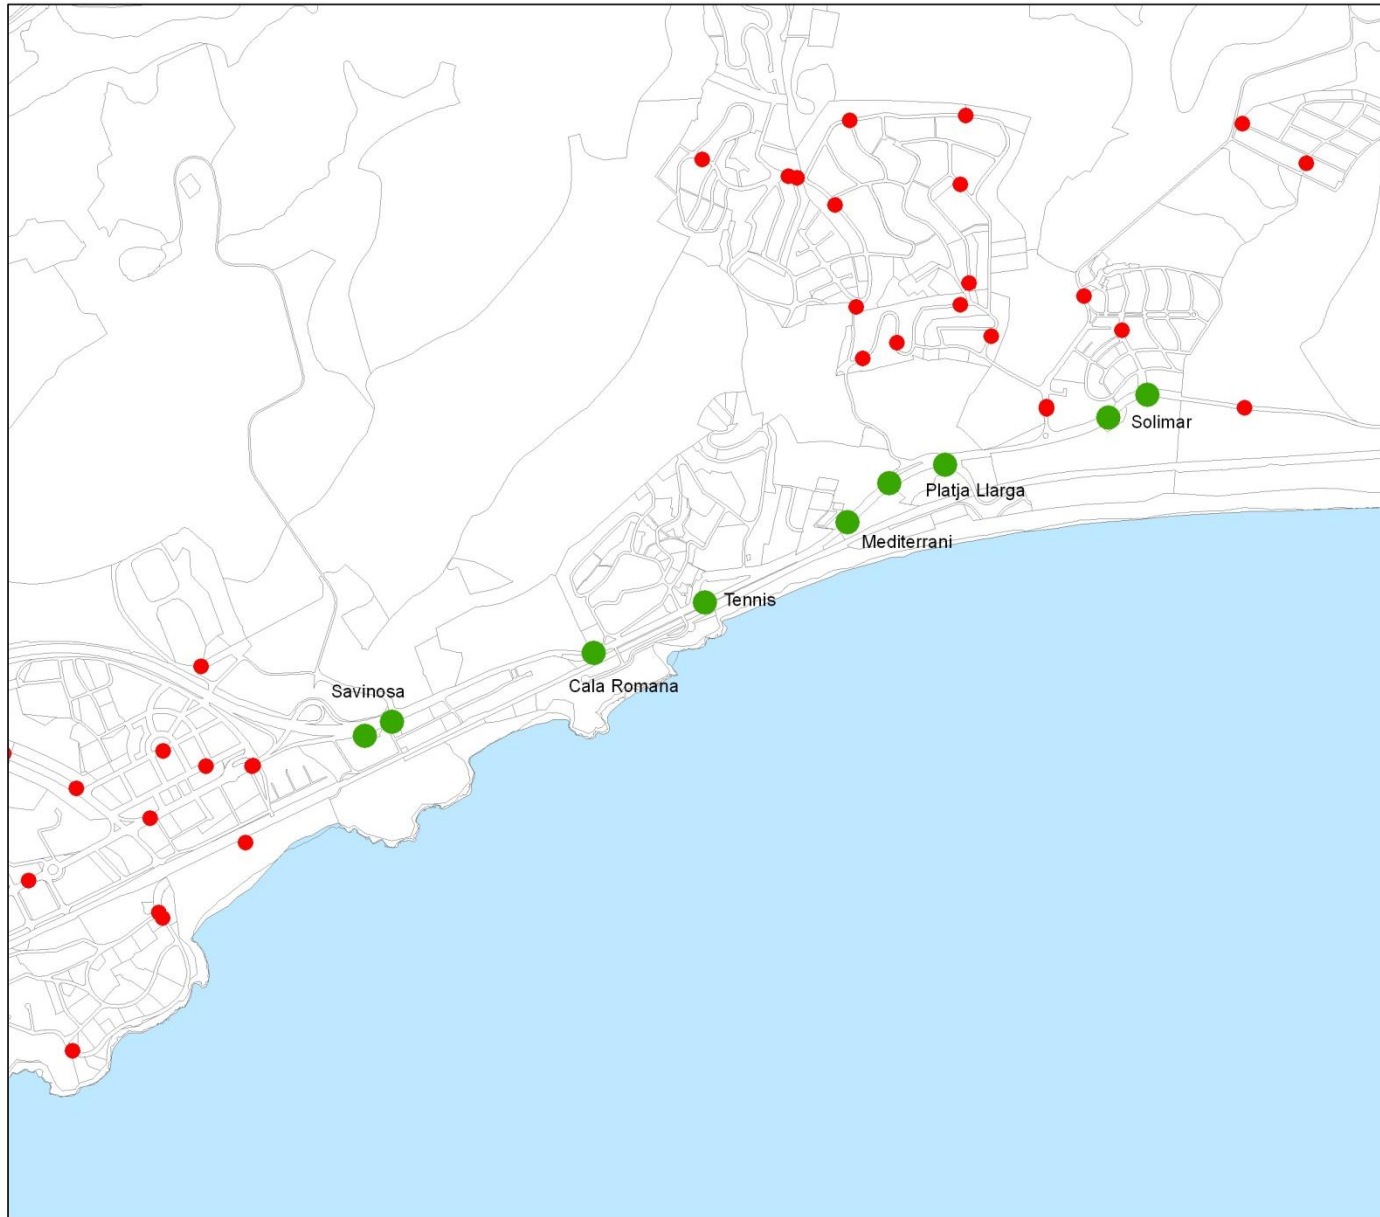 Solimar
Platja Llarga
Mediterrani
Tennis
Cala Romana
Savinosa